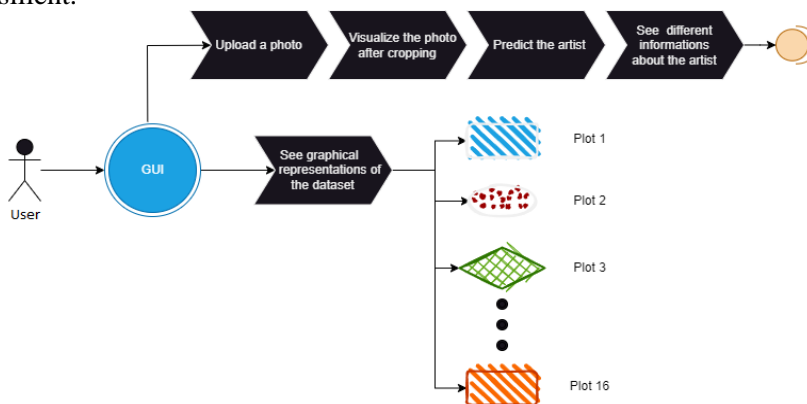 Upload a photo
Visualize the photo
after cropping
Predict the artist
See different
informations
about the artist
GUI
See graphical
representations of
the dataset
User
Plot 1
Plot 2
Plot 3
Plot 16